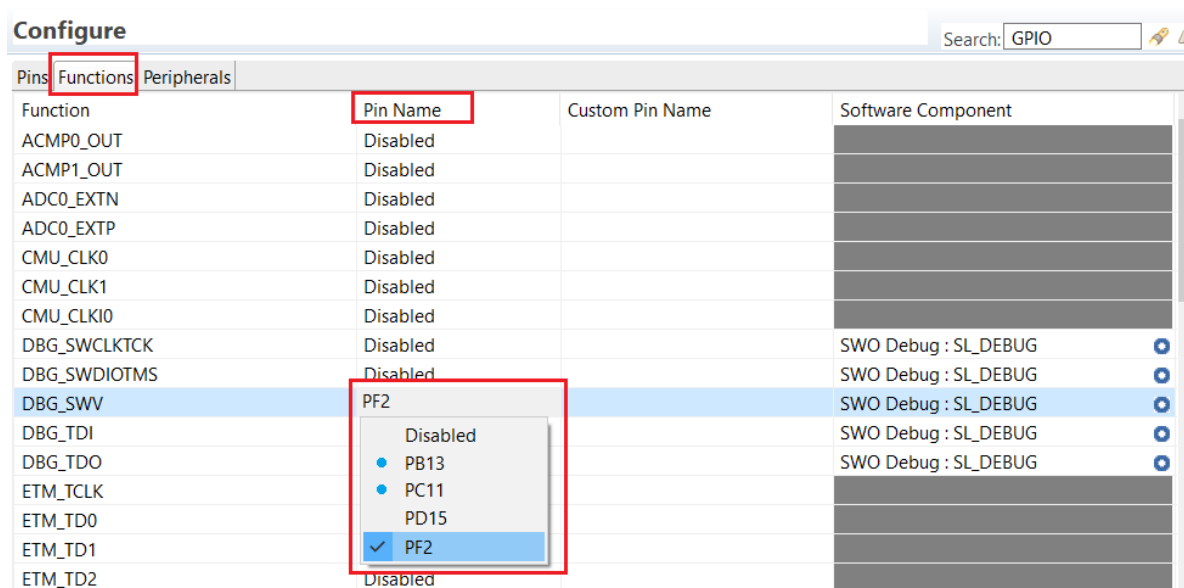 Configure
Search: GPIO
Pins Functions Peripherals
Function Pin Name Custom Pin Name Software Component
ACMP0_OUT Disabled
ACMP1_OUT Disabled
ADC0_EXTN Disabled
ADC0_EXTP Disabled
CMU_CLK0 Disabled
CMU_CLK1 Disabled
CMU_CLKI0 Disabled
DBG_SWCLKTCK Disabled SWO Debug : SL_DEBUG
DBG_SWDIOTMS Disabled SWO Debug : SL_DEBUG
DBG_SWV PF2 SWO Debug : SL_DEBUG
DBG_TDI Disabled SWO Debug : SL_DEBUG
DBG_TDO PB13 SWO Debug : SL_DEBUG
ETM_TCLK PC11
ETM_TD0 PD15
ETM_TD1 PF2
ETM_TD2 Disabled